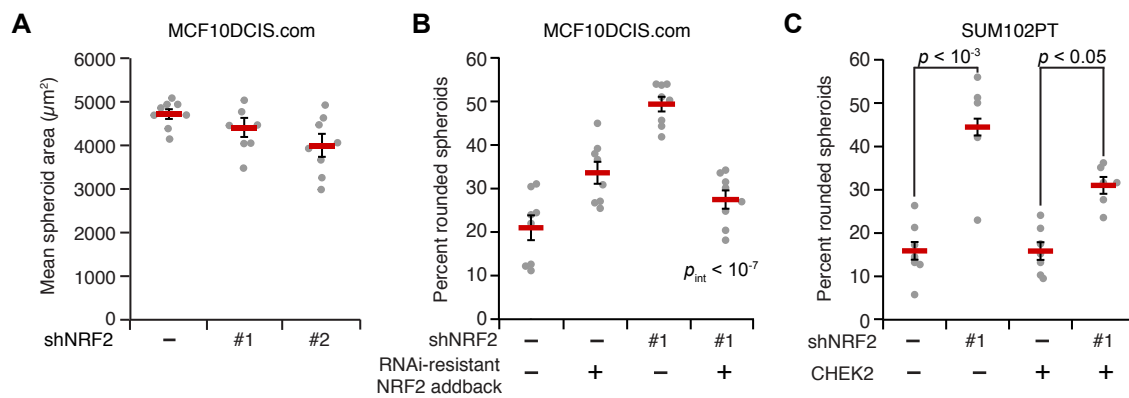 A
MCF10DCIS.com
Mean spheroid area (µm²)
6000
5000
4000
3000
2000
1000
0
shNRF2
– #1 #2
B
MCF10DCIS.com
Percent rounded spheroids
60
50
40
30
20
10
0
p_int < 10⁻⁷
shNRF2
– – #1 #1
RNAi-resistant
NRF2 addback
– + – +
C
SUM102PT
Percent rounded spheroids
60
50
40
30
20
10
0
p < 10⁻³
p < 0.05
shNRF2
– #1 – #1
CHEK2
– – + +